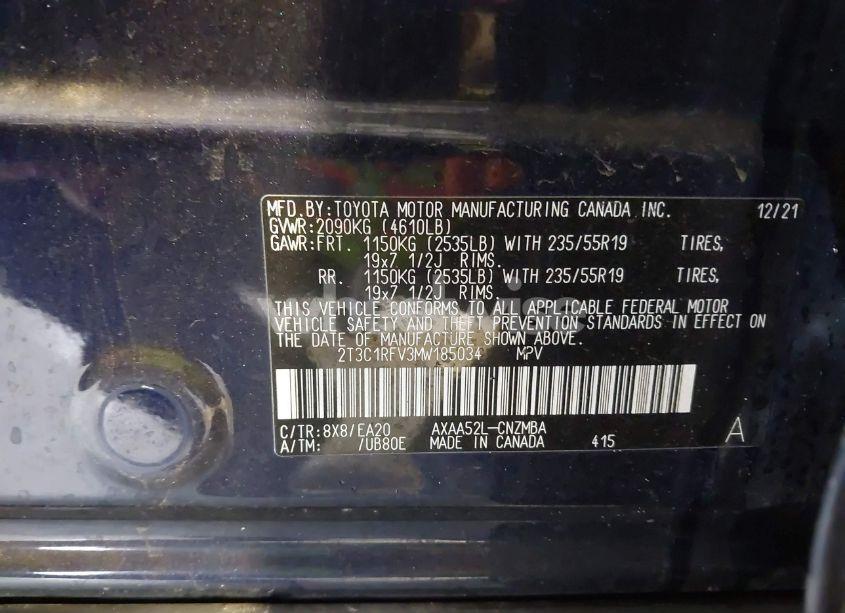 MFD.BY:TOYOTA MOTOR MANUFACTURING CANADA INC. 12/21
GVWR:2090KG (4610LB)
GAWR:FRT. 1150KG (2535LB) WITH 235/55R19 TIRES,
19x7 1/2J RIMS.
RR. 1150KG (2535LB) WITH 235/55R19 TIRES,
19x7 1/2J RIMS.
THIS VEHICLE CONFORMS TO ALL APPLICABLE FEDERAL MOTOR
VEHICLE SAFETY AND THEFT PREVENTION STANDARDS IN EFFECT ON
THE DATE OF MANUFACTURE SHOWN ABOVE.
2T3C1RFV3MW185034 MPV
C/TR:8X8/EA20 AXAA52L-CNZMBA
A/TM: /UB80E MADE IN CANADA 415 A